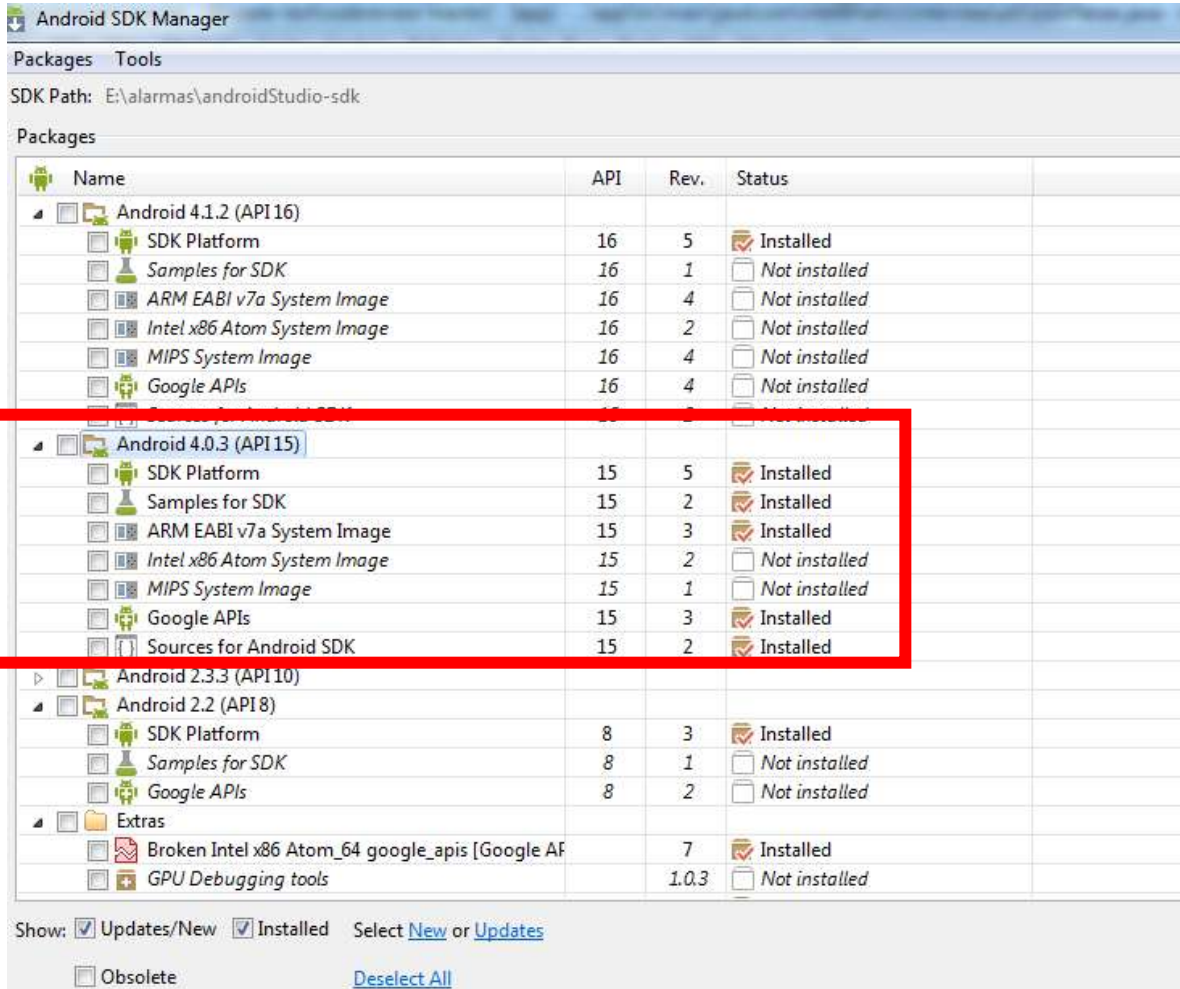 Android SDK Manager
Packages Tools
SDK Path: E:\alarmas\androidStudio-sdk
Packages
Name API Rev. Status
Android 4.1.2 (API 16)
SDK Platform 16 5 Installed
Samples for SDK 16 1 Not installed
ARM EABI v7a System Image 16 4 Not installed
Intel x86 Atom System Image 16 2 Not installed
MIPS System Image 16 4 Not installed
Google APIs 16 4 Not installed
Android 4.0.3 (API 15)
SDK Platform 15 5 Installed
Samples for SDK 15 2 Installed
ARM EABI v7a System Image 15 3 Installed
Intel x86 Atom System Image 15 2 Not installed
MIPS System Image 15 1 Not installed
Google APIs 15 3 Installed
Sources for Android SDK 15 2 Installed
Android 2.3.3 (API 10)
Android 2.2 (API 8)
SDK Platform 8 3 Installed
Samples for SDK 8 1 Not installed
Google APIs 8 2 Not installed
Extras
Broken Intel x86 Atom_64 google_apis [Google AP 7 Installed
GPU Debugging tools 1.0.3 Not installed
Show: Updates/New Installed Select New or Updates
Obsolete Deselect All